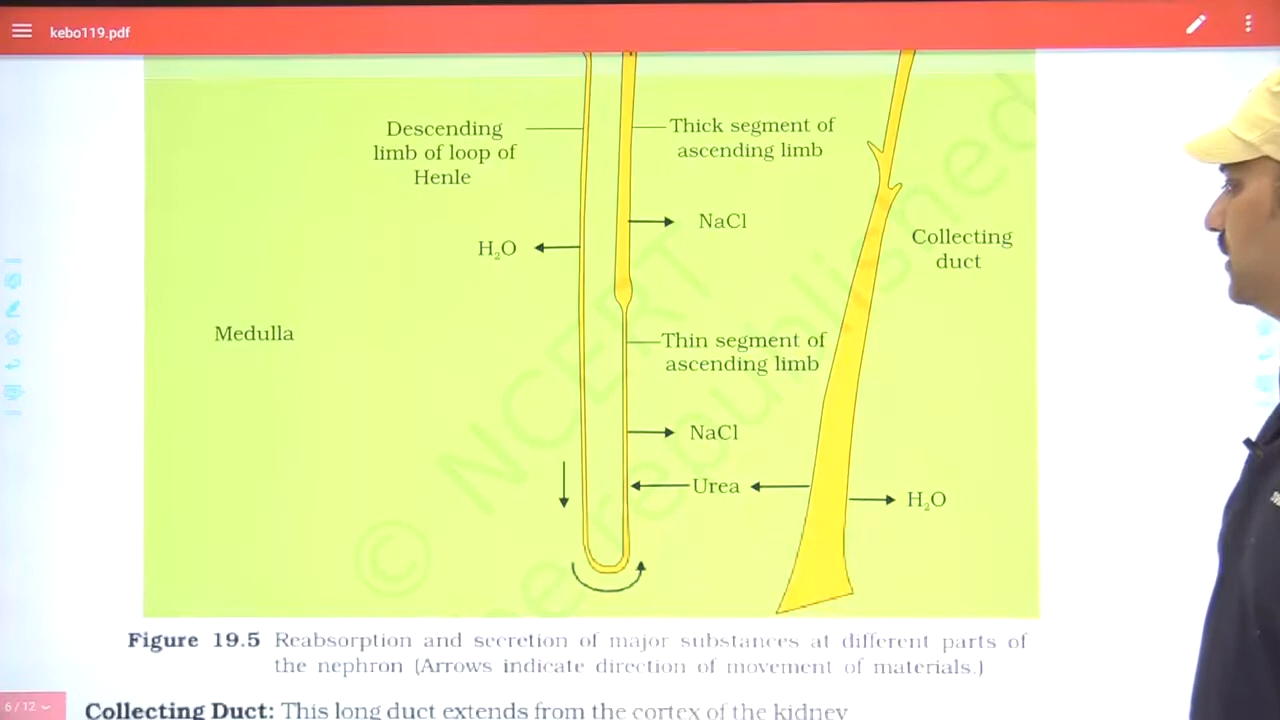 kebo119.pdf
Descending
limb of loop of
Henle
Thick segment of
ascending limb
NaCl
H₂O
Collecting
duct
Medulla
Thin segment of
ascending limb
NaCl
Urea
H₂O
© NCERT
be republished
Figure 19.5 Reabsorption and secretion of major substances at different parts of
the nephron (Arrows indicate direction of movement of materials.)
6 / 12
Collecting Duct: This long duct extends from the cortex of the kidney